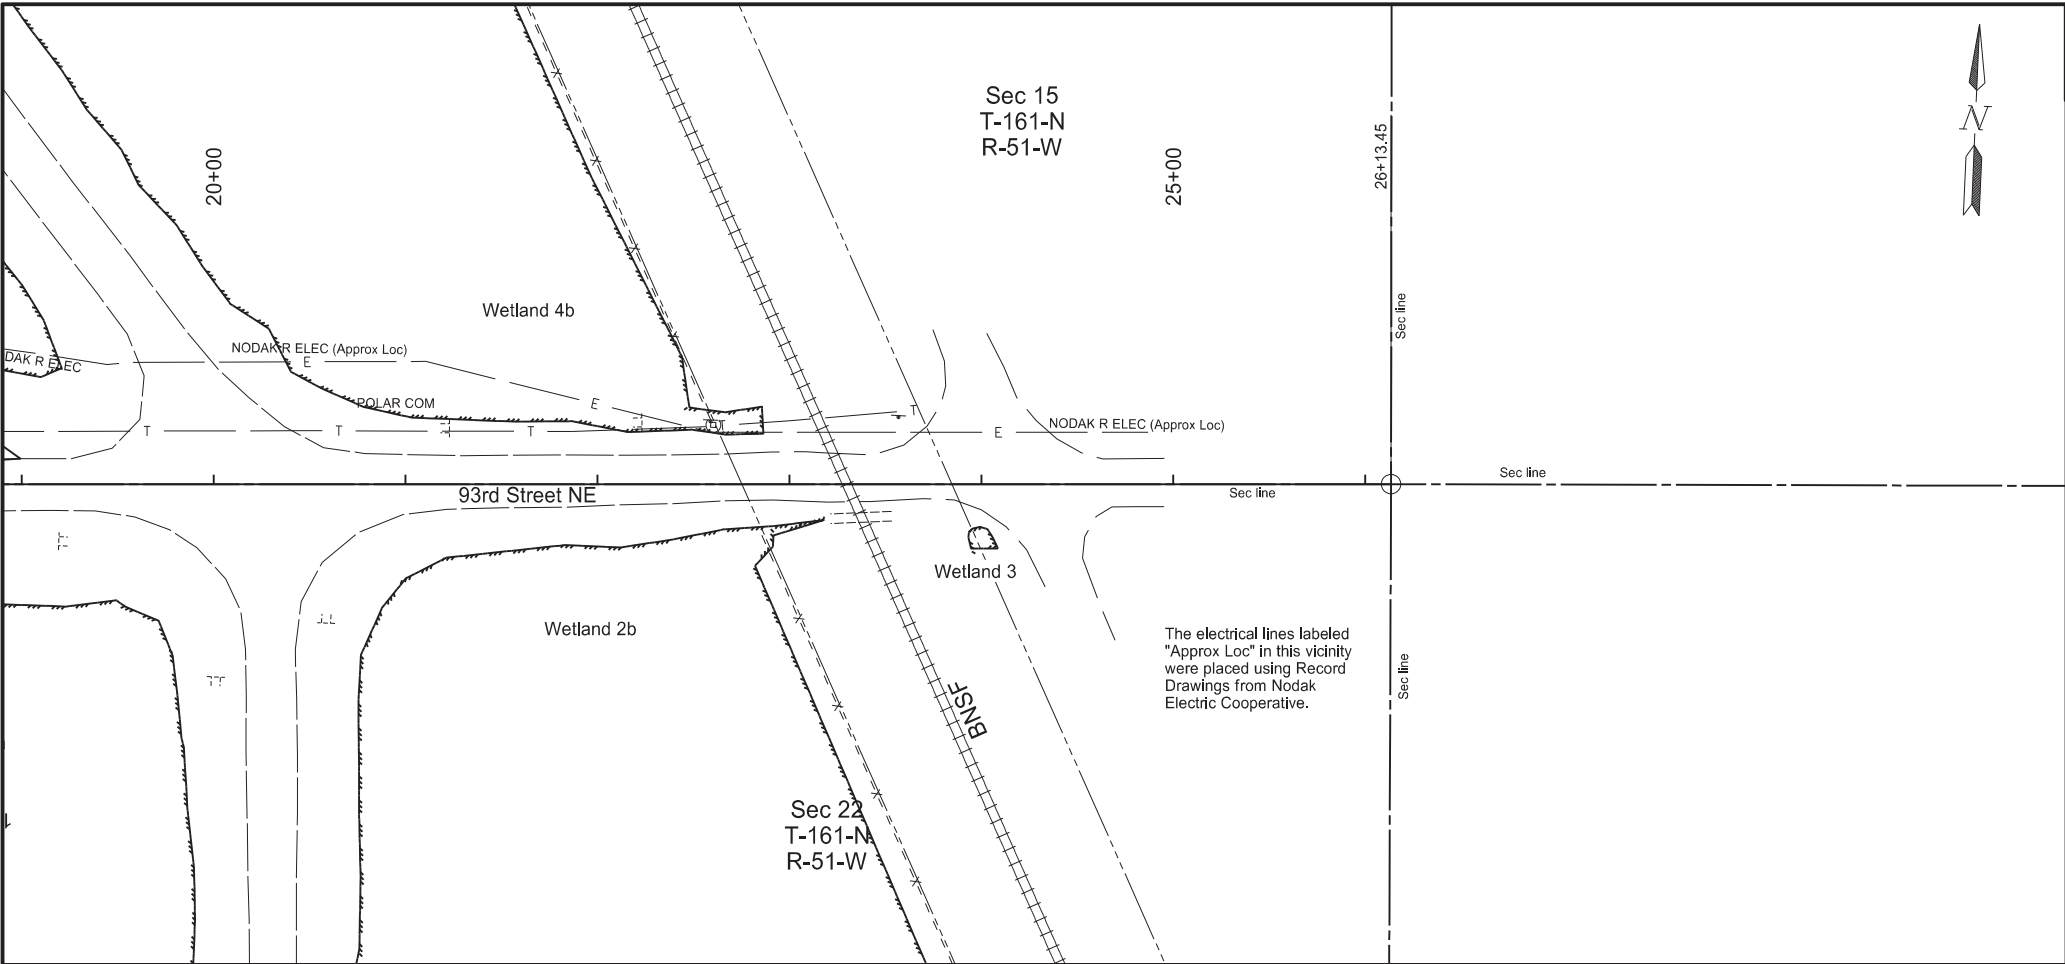 Sec 15
T-161-N
R-51-W
N
20+00
25+00
26+13.45
Sec line
Wetland 4b
NODAK R ELEC (Approx Loc)
E
DAK R ELEC
POLAR COM
E
T
T
T
T
T
E
NODAK R ELEC (Approx Loc)
Sec line
93rd Street NE
Sec line
Wetland 3
Wetland 2b
The electrical lines labeled
"Approx Loc" in this vicinity
were placed using Record
Drawings from Nodak
Electric Cooperative.
Sec line
BNSF
Sec 22
T-161-N
R-51-W